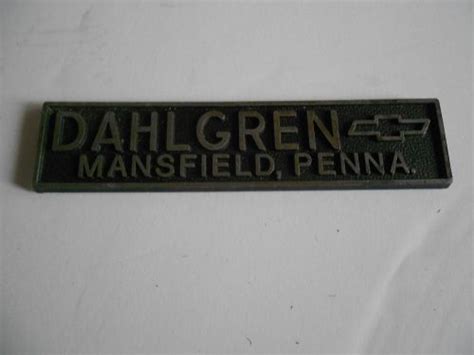 DAHLGREN
MANSFIELD, PENNA.